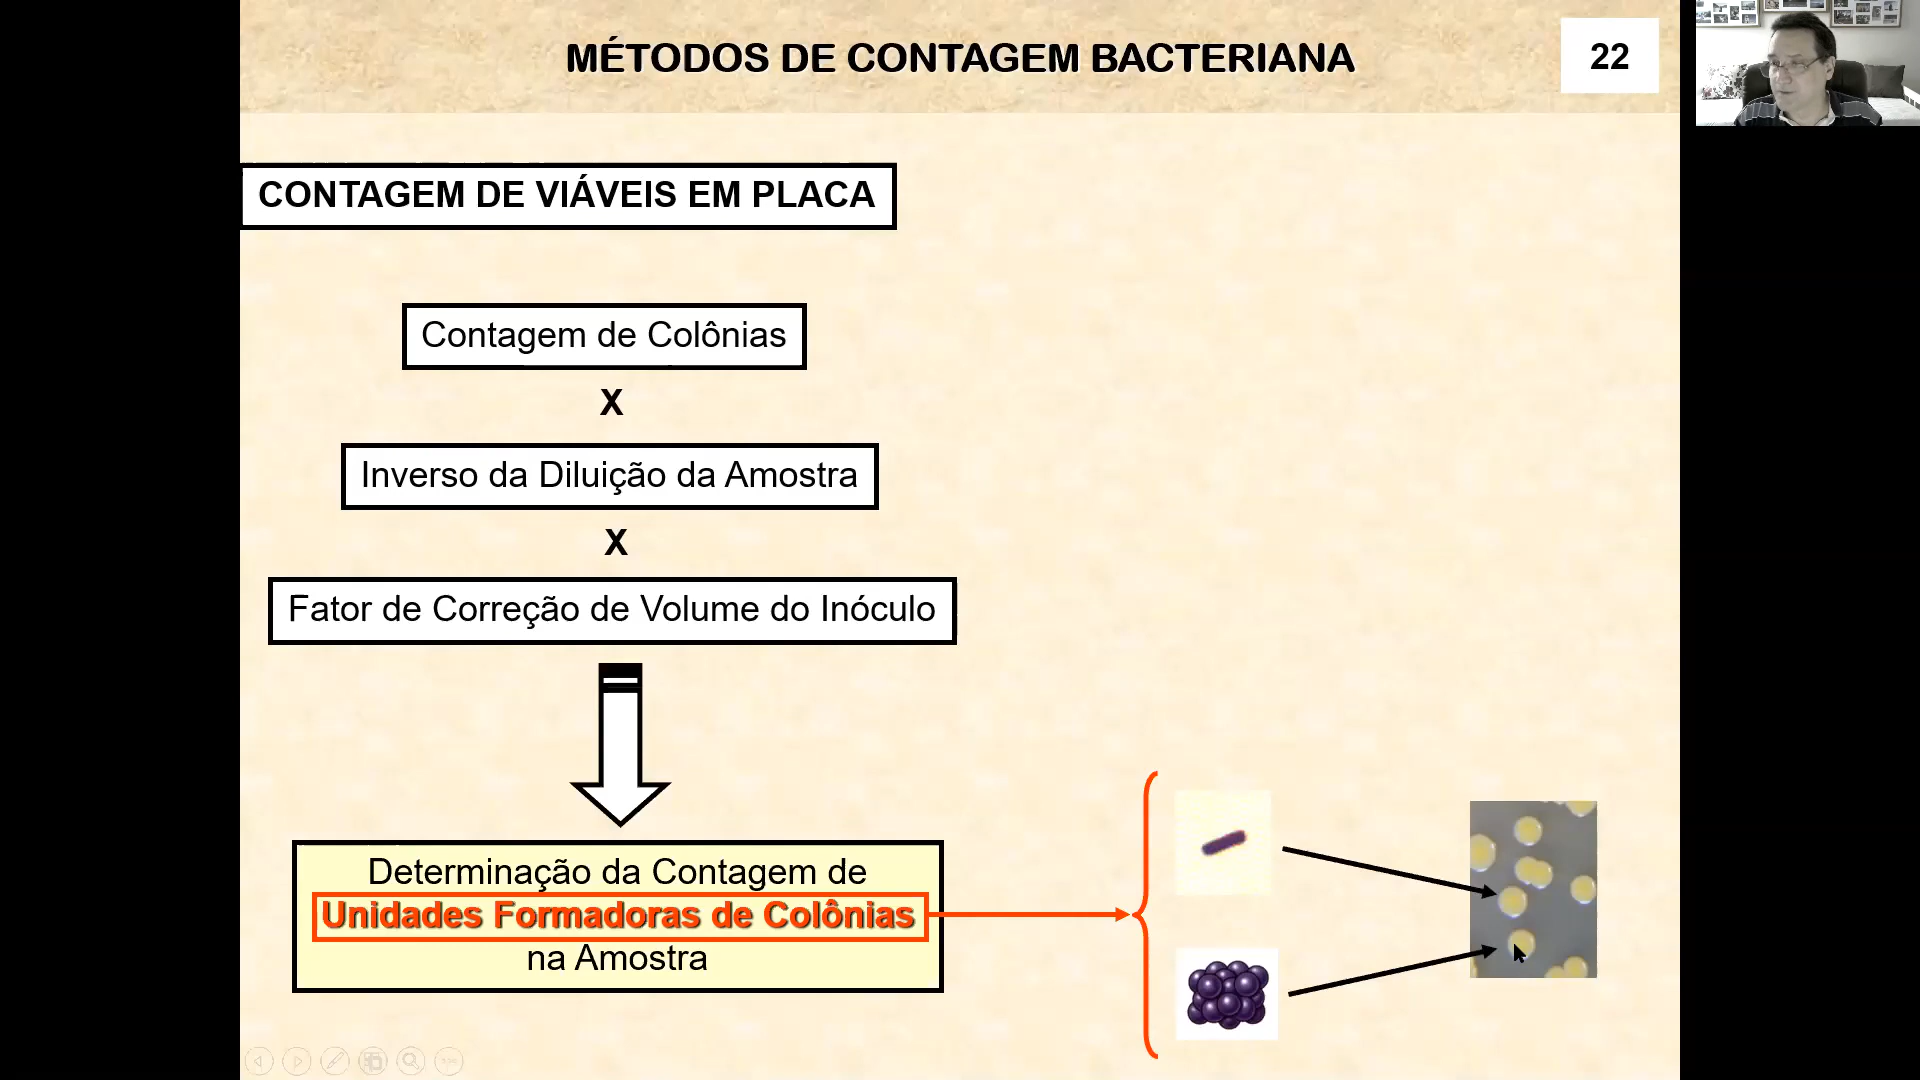 MÉTODOS DE CONTAGEM BACTERIANA
22
CONTAGEM DE VIÁVEIS EM PLACA
Contagem de Colônias
X
Inverso da Diluição da Amostra
X
Fator de Correção de Volume do Inóculo
Determinação da Contagem de
Unidades Formadoras de Colônias
na Amostra